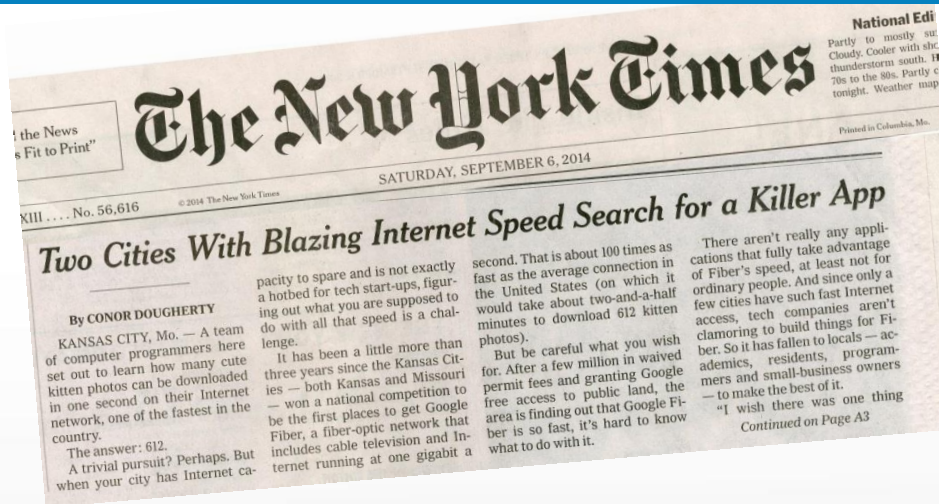 the News
s Fit to Print”
The New York Times
National Edi
Partly to mostly su
Cloudy. Cooler with sho
thunderstorm south. H
70s to the 80s. Partly c
tonight. Weather map
XIII .... No. 56,616
© 2014 The New York Times
SATURDAY, SEPTEMBER 6, 2014
Printed in Columbia, Mo.
Two Cities With Blazing Internet Speed Search for a Killer App
By CONOR DOUGHERTY
KANSAS CITY, Mo. — A team
of computer programmers here
set out to learn how many cute
kitten photos can be downloaded
in one second on their Internet
network, one of the fastest in the
country.
The answer: 612.
A trivial pursuit? Perhaps. But
when your city has Internet ca-
pacity to spare and is not exactly
a hotbed for tech start-ups, figur-
ing out what you are supposed to
do with all that speed is a chal-
lenge.
It has been a little more than
three years since the Kansas Cit-
ies — both Kansas and Missouri
— won a national competition to
be the first places to get Google
Fiber, a fiber-optic network that
includes cable television and In-
ternet running at one gigabit a
second. That is about 100 times as
fast as the average connection in
the United States (on which it
would take about two-and-a-half
minutes to download 612 kitten
photos).
But be careful what you wish
for. After a few million in waived
permit fees and granting Google
free access to public land, the
area is finding out that Google Fi-
ber is so fast, it’s hard to know
what to do with it.
There aren’t really any appli-
cations that fully take advantage
of Fiber’s speed, at least not for
ordinary people. And since only a
few cities have such fast Internet
access, tech companies aren’t
clamoring to build things for Fi-
ber. So it has fallen to locals — ac-
ademics, residents, program-
mers and small-business owners
— to make the best of it.
“I wish there was one thing
Continued on Page A3